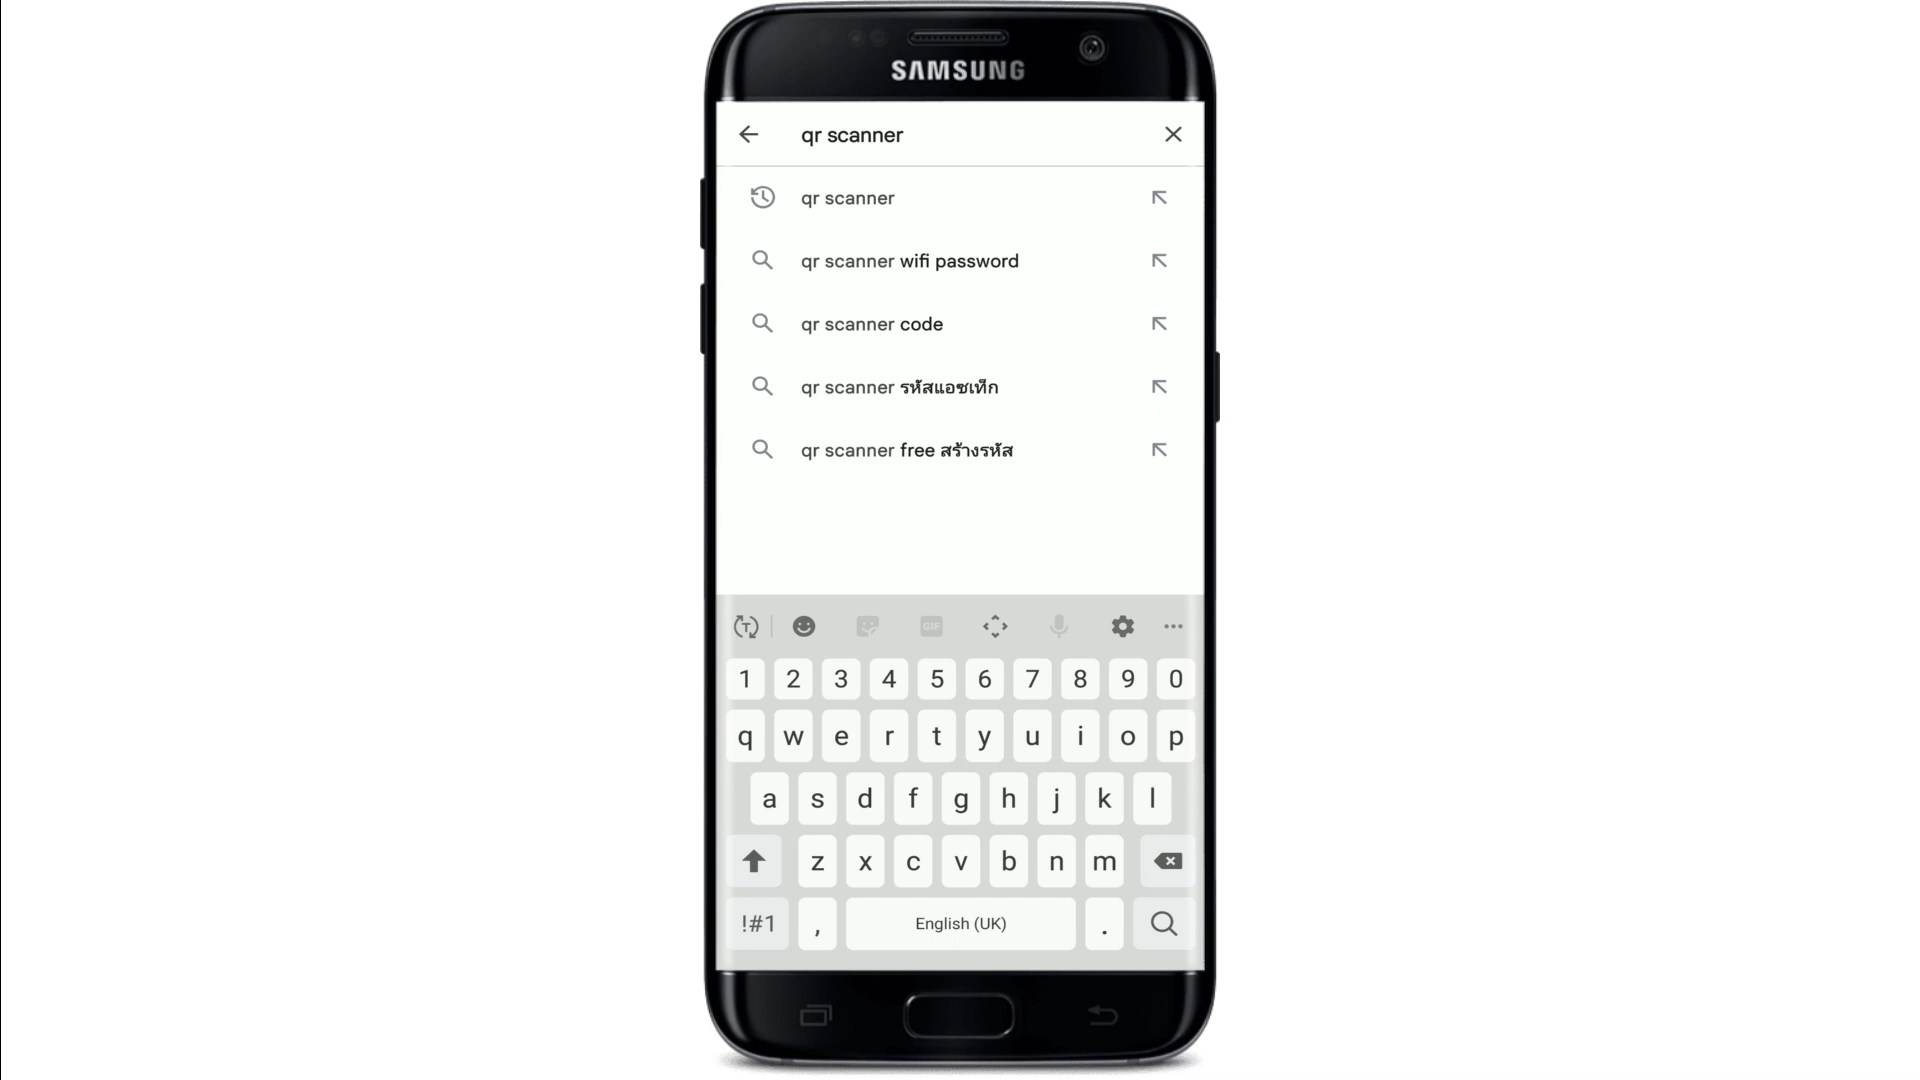 SAMSUNG
qr scanner
qr scanner
qr scanner wifi password
qr scanner code
qr scanner รหัสแอซเท็ก
qr scanner free สร้างรหัส
T
GIF
1 2 3 4 5 6 7 8 9 0
q w e r t y u i o p
a s d f g h j k l
z x c v b n m
!#1 , English (UK) .